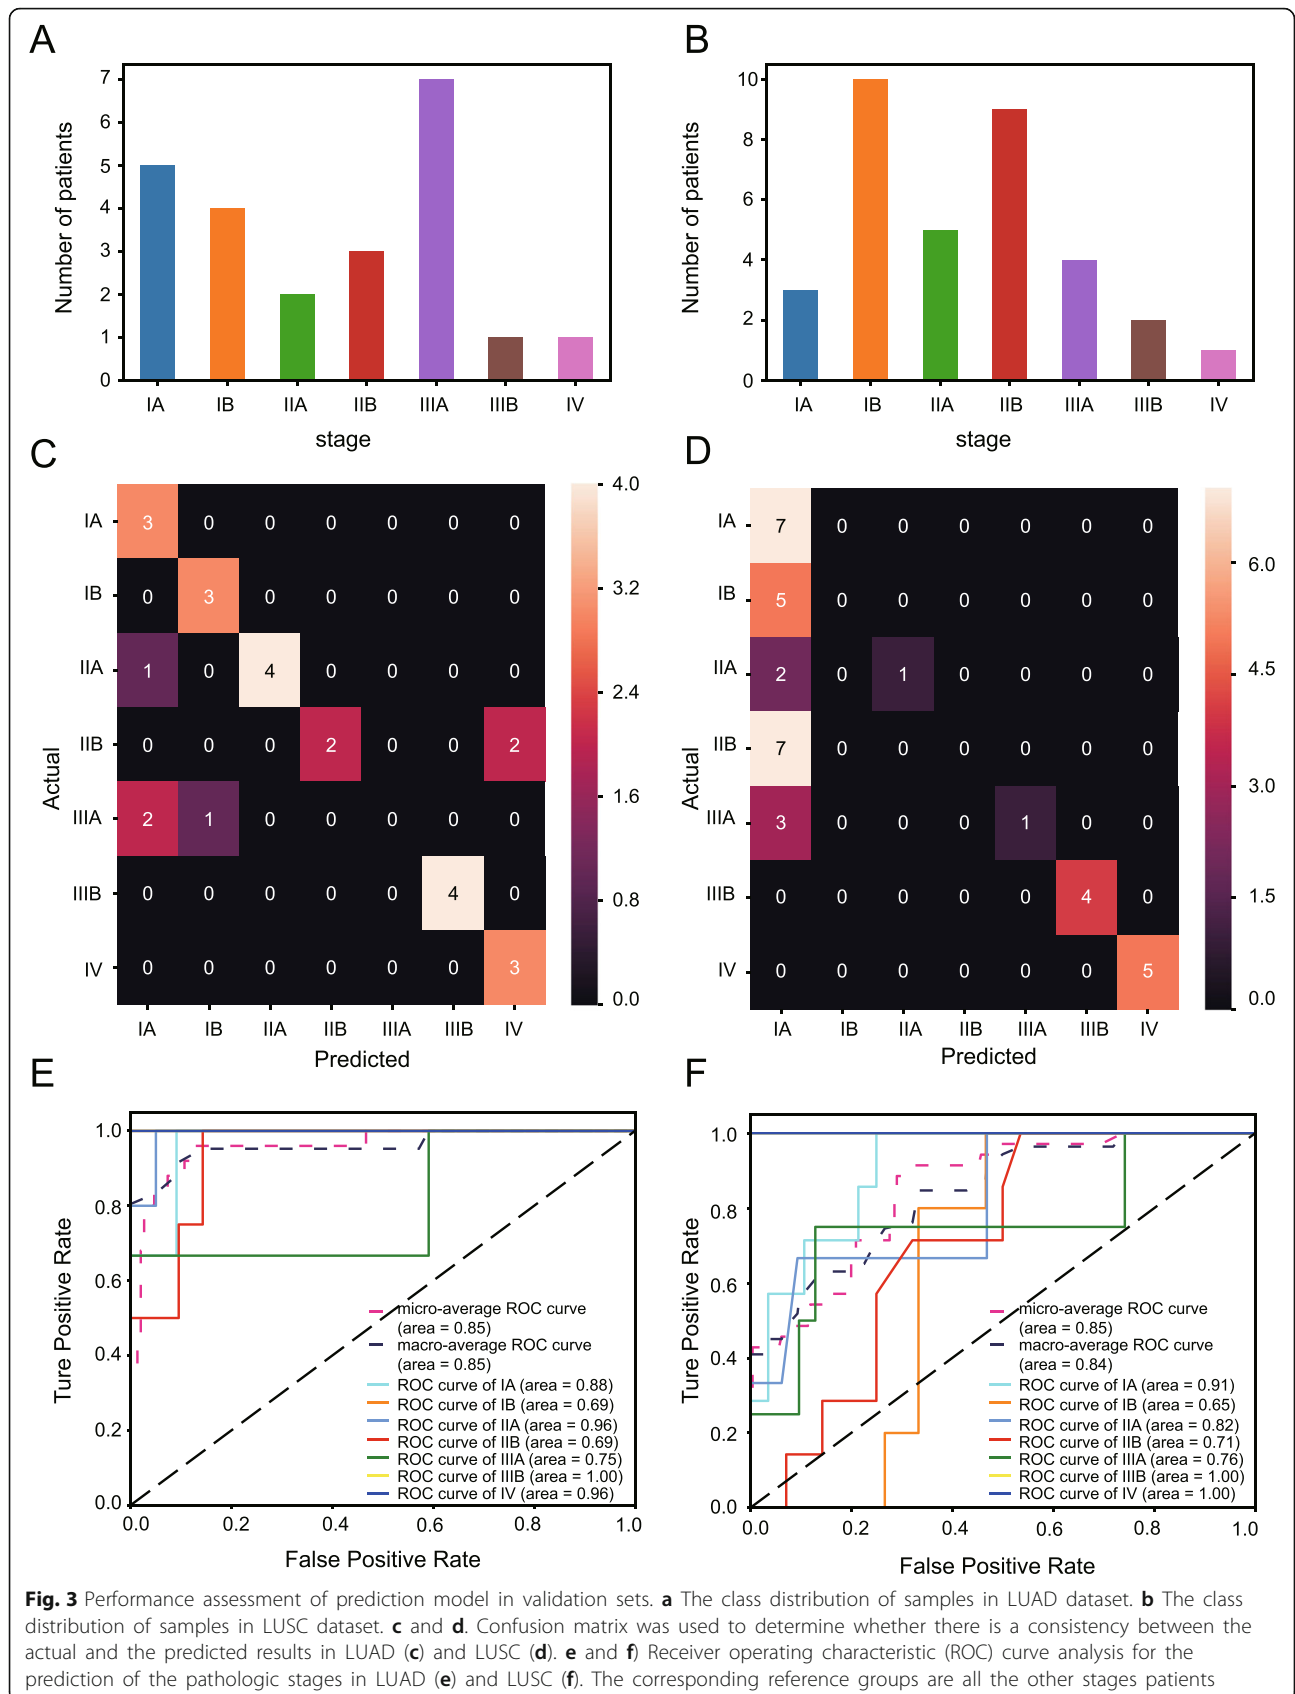 A
Number of patients
7
6
5
4
3
2
1
0
IA IB IIA IIB IIIA IIIB IV
stage
B
Number of patients
10
8
6
4
2
0
IA IB IIA IIB IIIA IIIB IV
stage
C
Actual
IA 3 0 0 0 0 0 0
IB 0 3 0 0 0 0 0
IIA 1 0 4 0 0 0 0
IIB 0 0 0 2 0 0 2
IIIA 2 1 0 0 0 0 0
IIIB 0 0 0 0 0 4 0
IV 0 0 0 0 0 0 3
IA IB IIA IIB IIIA IIIB IV
Predicted
4.0
3.2
2.4
1.6
0.8
0.0
D
Actual
IA 7 0 0 0 0 0 0
IB 5 0 0 0 0 0 0
IIA 2 0 1 0 0 0 0
IIB 7 0 0 0 0 0 0
IIIA 3 0 0 0 1 0 0
IIIB 0 0 0 0 0 4 0
IV 0 0 0 0 0 0 5
IA IB IIA IIB IIIA IIIB IV
Predicted
6.0
4.5
3.0
1.5
0.0
E
Ture Positive Rate
1.0
0.8
0.6
0.4
0.2
0.0
micro-average ROC curve
(area = 0.85)
macro-average ROC curve
(area = 0.85)
ROC curve of IA (area = 0.88)
ROC curve of IB (area = 0.69)
ROC curve of IIA (area = 0.96)
ROC curve of IIB (area = 0.69)
ROC curve of IIIA (area = 0.75)
ROC curve of IIIB (area = 1.00)
ROC curve of IV (area = 0.96)
0.0 0.2 0.4 0.6 0.8 1.0
False Positive Rate
F
Ture Positive Rate
1.0
0.8
0.6
0.4
0.2
0.0
micro-average ROC curve
(area = 0.85)
macro-average ROC curve
(area = 0.84)
ROC curve of IA (area = 0.91)
ROC curve of IB (area = 0.65)
ROC curve of IIA (area = 0.82)
ROC curve of IIB (area = 0.71)
ROC curve of IIIA (area = 0.76)
ROC curve of IIIB (area = 1.00)
ROC curve of IV (area = 1.00)
0.0 0.2 0.4 0.6 0.8 1.0
False Positive Rate
Fig. 3 Performance assessment of prediction model in validation sets. a The class distribution of samples in LUAD dataset. b The class
distribution of samples in LUSC dataset. c and d. Confusion matrix was used to determine whether there is a consistency between the
actual and the predicted results in LUAD (c) and LUSC (d). e and f) Receiver operating characteristic (ROC) curve analysis for the
prediction of the pathologic stages in LUAD (e) and LUSC (f). The corresponding reference groups are all the other stages patients